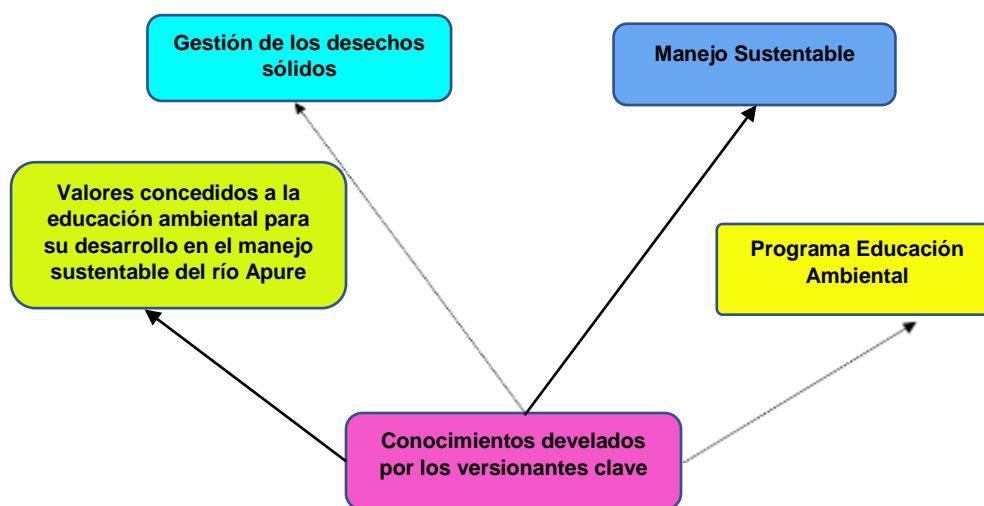 Gestión de los desechos
sólidos
Manejo Sustentable
Valores concedidos a la
educación ambiental para
su desarrollo en el manejo
sustentable del río Apure
Programa Educación
Ambiental
Conocimientos develados
por los versionantes clave